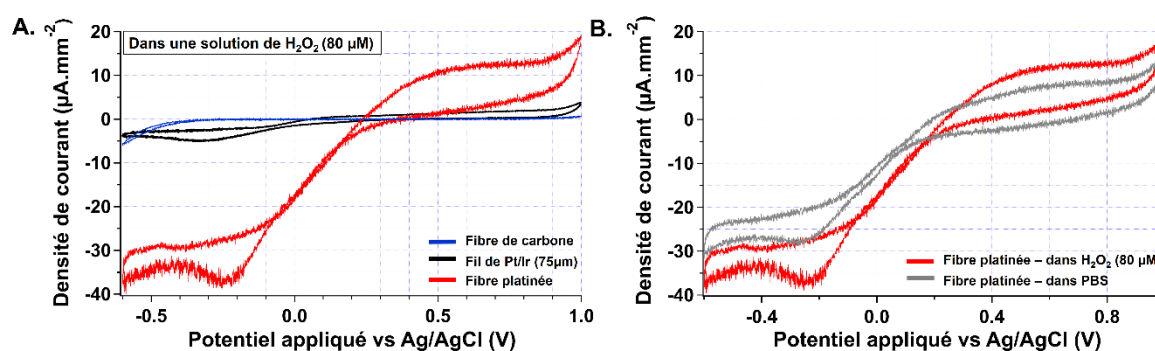 A.
Dans une solution de H₂O₂ (80 µM)
Densité de courant (µA.mm⁻²)
20
10
0
-10
-20
-30
-40
Fibre de carbone
Fil de Pt/Ir (75µm)
Fibre platinée
-0.5
0.0
0.5
1.0
Potentiel appliqué vs Ag/AgCl (V)
B.
Densité de courant (µA.mm⁻²)
20
10
0
-10
-20
-30
-40
Fibre platinée – dans H₂O₂ (80 µM
Fibre platinée – dans PBS
-0.4
0.0
0.4
0.8
Potentiel appliqué vs Ag/AgCl (V)